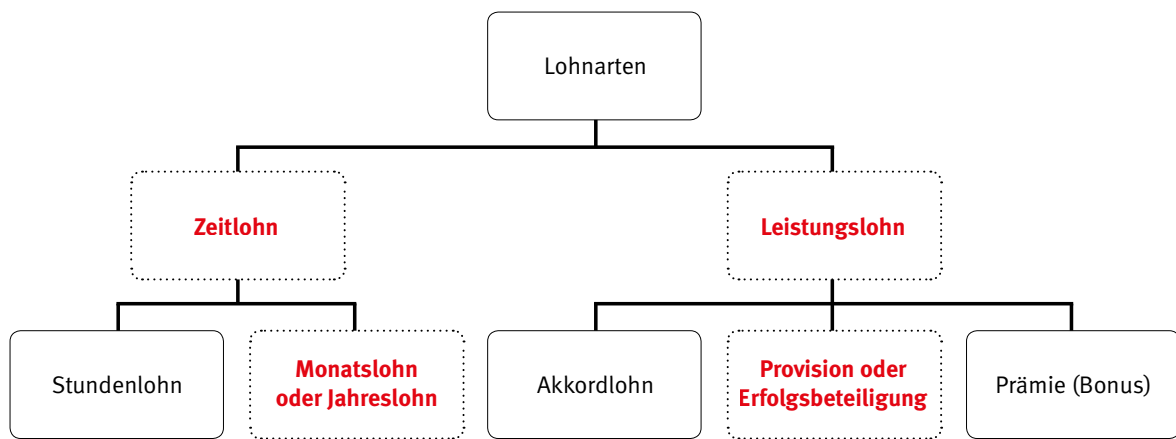 Lohnarten
Zeitlohn
Leistungslohn
Stundenlohn
Monatslohn
oder Jahreslohn
Akkordlohn
Provision oder
Erfolgsbeteiligung
Prämie (Bonus)